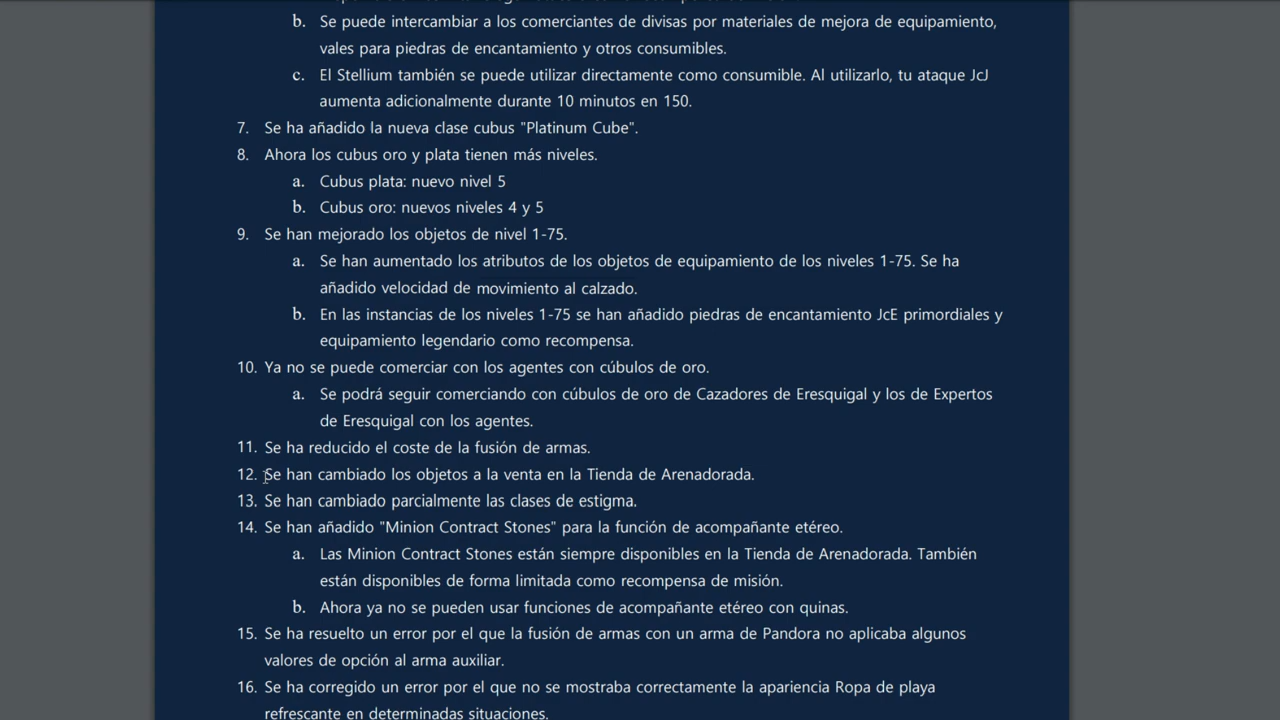 b. Se puede intercambiar a los comerciantes de divisas por materiales de mejora de equipamiento,
vales para piedras de encantamiento y otros consumibles.
c. El Stellium también se puede utilizar directamente como consumible. Al utilizarlo, tu ataque JcJ
aumenta adicionalmente durante 10 minutos en 150.
7. Se ha añadido la nueva clase cubus "Platinum Cube".
8. Ahora los cubus oro y plata tienen más niveles.
a. Cubus plata: nuevo nivel 5
b. Cubus oro: nuevos niveles 4 y 5
9. Se han mejorado los objetos de nivel 1-75.
a. Se han aumentado los atributos de los objetos de equipamiento de los niveles 1-75. Se ha
añadido velocidad de movimiento al calzado.
b. En las instancias de los niveles 1-75 se han añadido piedras de encantamiento JcE primordiales y
equipamiento legendario como recompensa.
10. Ya no se puede comerciar con los agentes con cúbulos de oro.
a. Se podrá seguir comerciando con cúbulos de oro de Cazadores de Eresquigal y los de Expertos
de Eresquigal con los agentes.
11. Se ha reducido el coste de la fusión de armas.
12. Se han cambiado los objetos a la venta en la Tienda de Arenadorada.
13. Se han cambiado parcialmente las clases de estigma.
14. Se han añadido "Minion Contract Stones" para la función de acompañante etéreo.
a. Las Minion Contract Stones están siempre disponibles en la Tienda de Arenadorada. También
están disponibles de forma limitada como recompensa de misión.
b. Ahora ya no se pueden usar funciones de acompañante etéreo con quinas.
15. Se ha resuelto un error por el que la fusión de armas con un arma de Pandora no aplicaba algunos
valores de opción al arma auxiliar.
16. Se ha corregido un error por el que no se mostraba correctamente la apariencia Ropa de playa
refrescante en determinadas situaciones.